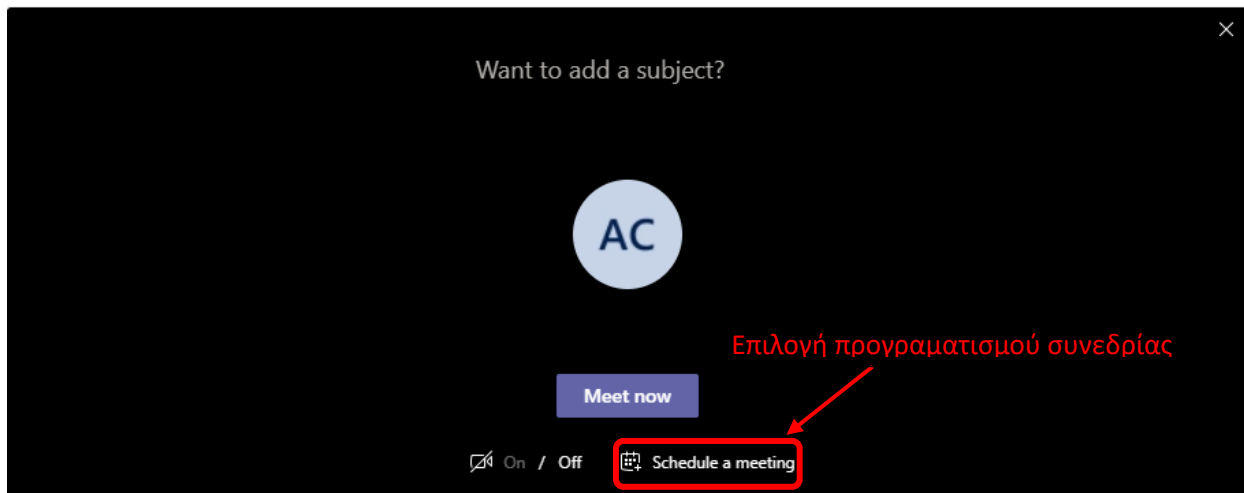 Want to add a subject?
AC
Επιλογή προγραματισμού συνεδρίας
Meet now
On / Off Schedule a meeting